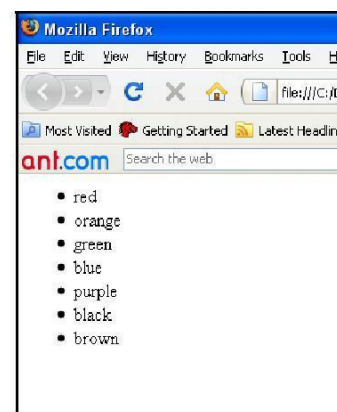 Mozilla Firefox
File Edit View History Bookmarks Tools
file:///C:/
Most Visited Getting Started Latest Headlin
ant.com Search the web
red
orange
green
blue
purple
black
brown